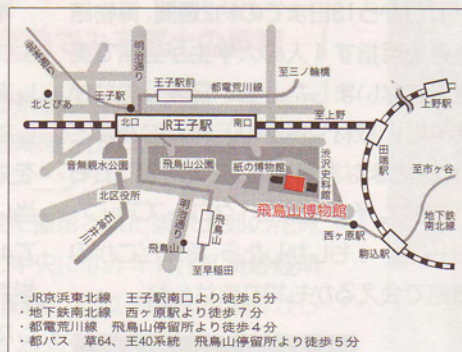 北本通り
明治通り
北とぴあ
王子駅
王子駅前
都電荒川線
至三ノ輪橋
上野駅
北口
JR王子駅
南口
至上野
田端駅
音無親水公園
飛鳥山公園
紙の博物館
渋沢史料館
至市ヶ谷
北区役所
飛鳥山博物館
石神井川
明治通り
飛鳥山
飛鳥山
西ヶ原駅
地下鉄
南北線
駒込駅
至早稲田
・JR京浜東北線　王子駅南口より徒歩5分
・地下鉄南北線　西ヶ原駅より徒歩7分
・都電荒川線　飛鳥山停留所より徒歩4分
・都バス　草64、王40系統　飛鳥山停留所より徒歩5分